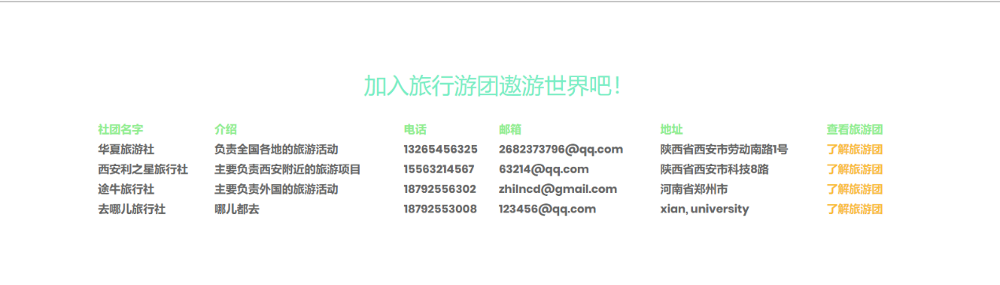 加入旅行游团遨游世界吧！
社团名字 介绍 电话 邮箱 地址 查看旅游团
华夏旅游社 负责全国各地的旅游活动 13265456325 2682373796@qq.com 陕西省西安市劳动南路1号 了解旅游团
西安利之星旅行社 主要负责西安附近的旅游项目 15563214567 63214@qq.com 陕西省西安市科技8路 了解旅游团
途牛旅行社 主要负责外国的旅游活动 18792556302 zhilncd@gmail.com 河南省郑州市 了解旅游团
去哪儿旅行社 哪儿都去 18792553008 123456@qq.com xian, university 了解旅游团